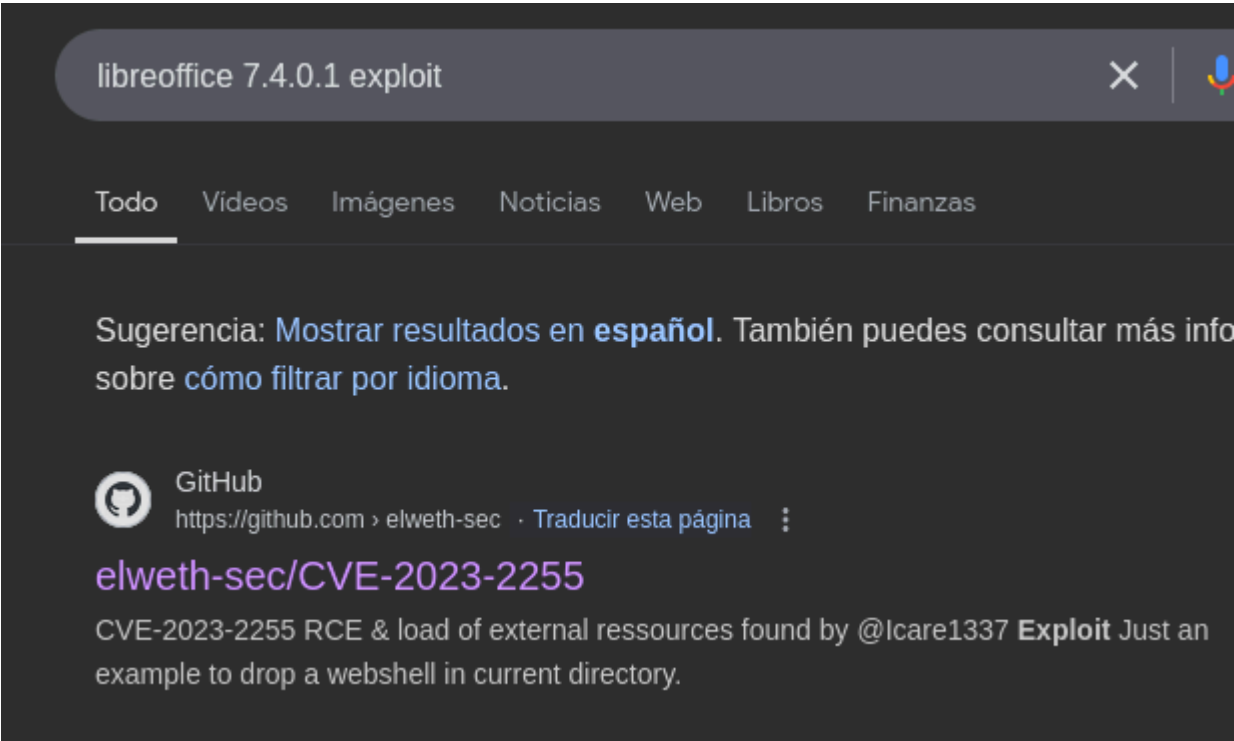 libreoffice 7.4.0.1 exploit
Todo Vídeos Imágenes Noticias Web Libros Finanzas
Sugerencia: Mostrar resultados en español. También puedes consultar más info
sobre cómo filtrar por idioma.
GitHub
https://github.com › elweth-sec · Traducir esta página
elweth-sec/CVE-2023-2255
CVE-2023-2255 RCE & load of external ressources found by @Icare1337 Exploit Just an
example to drop a webshell in current directory.